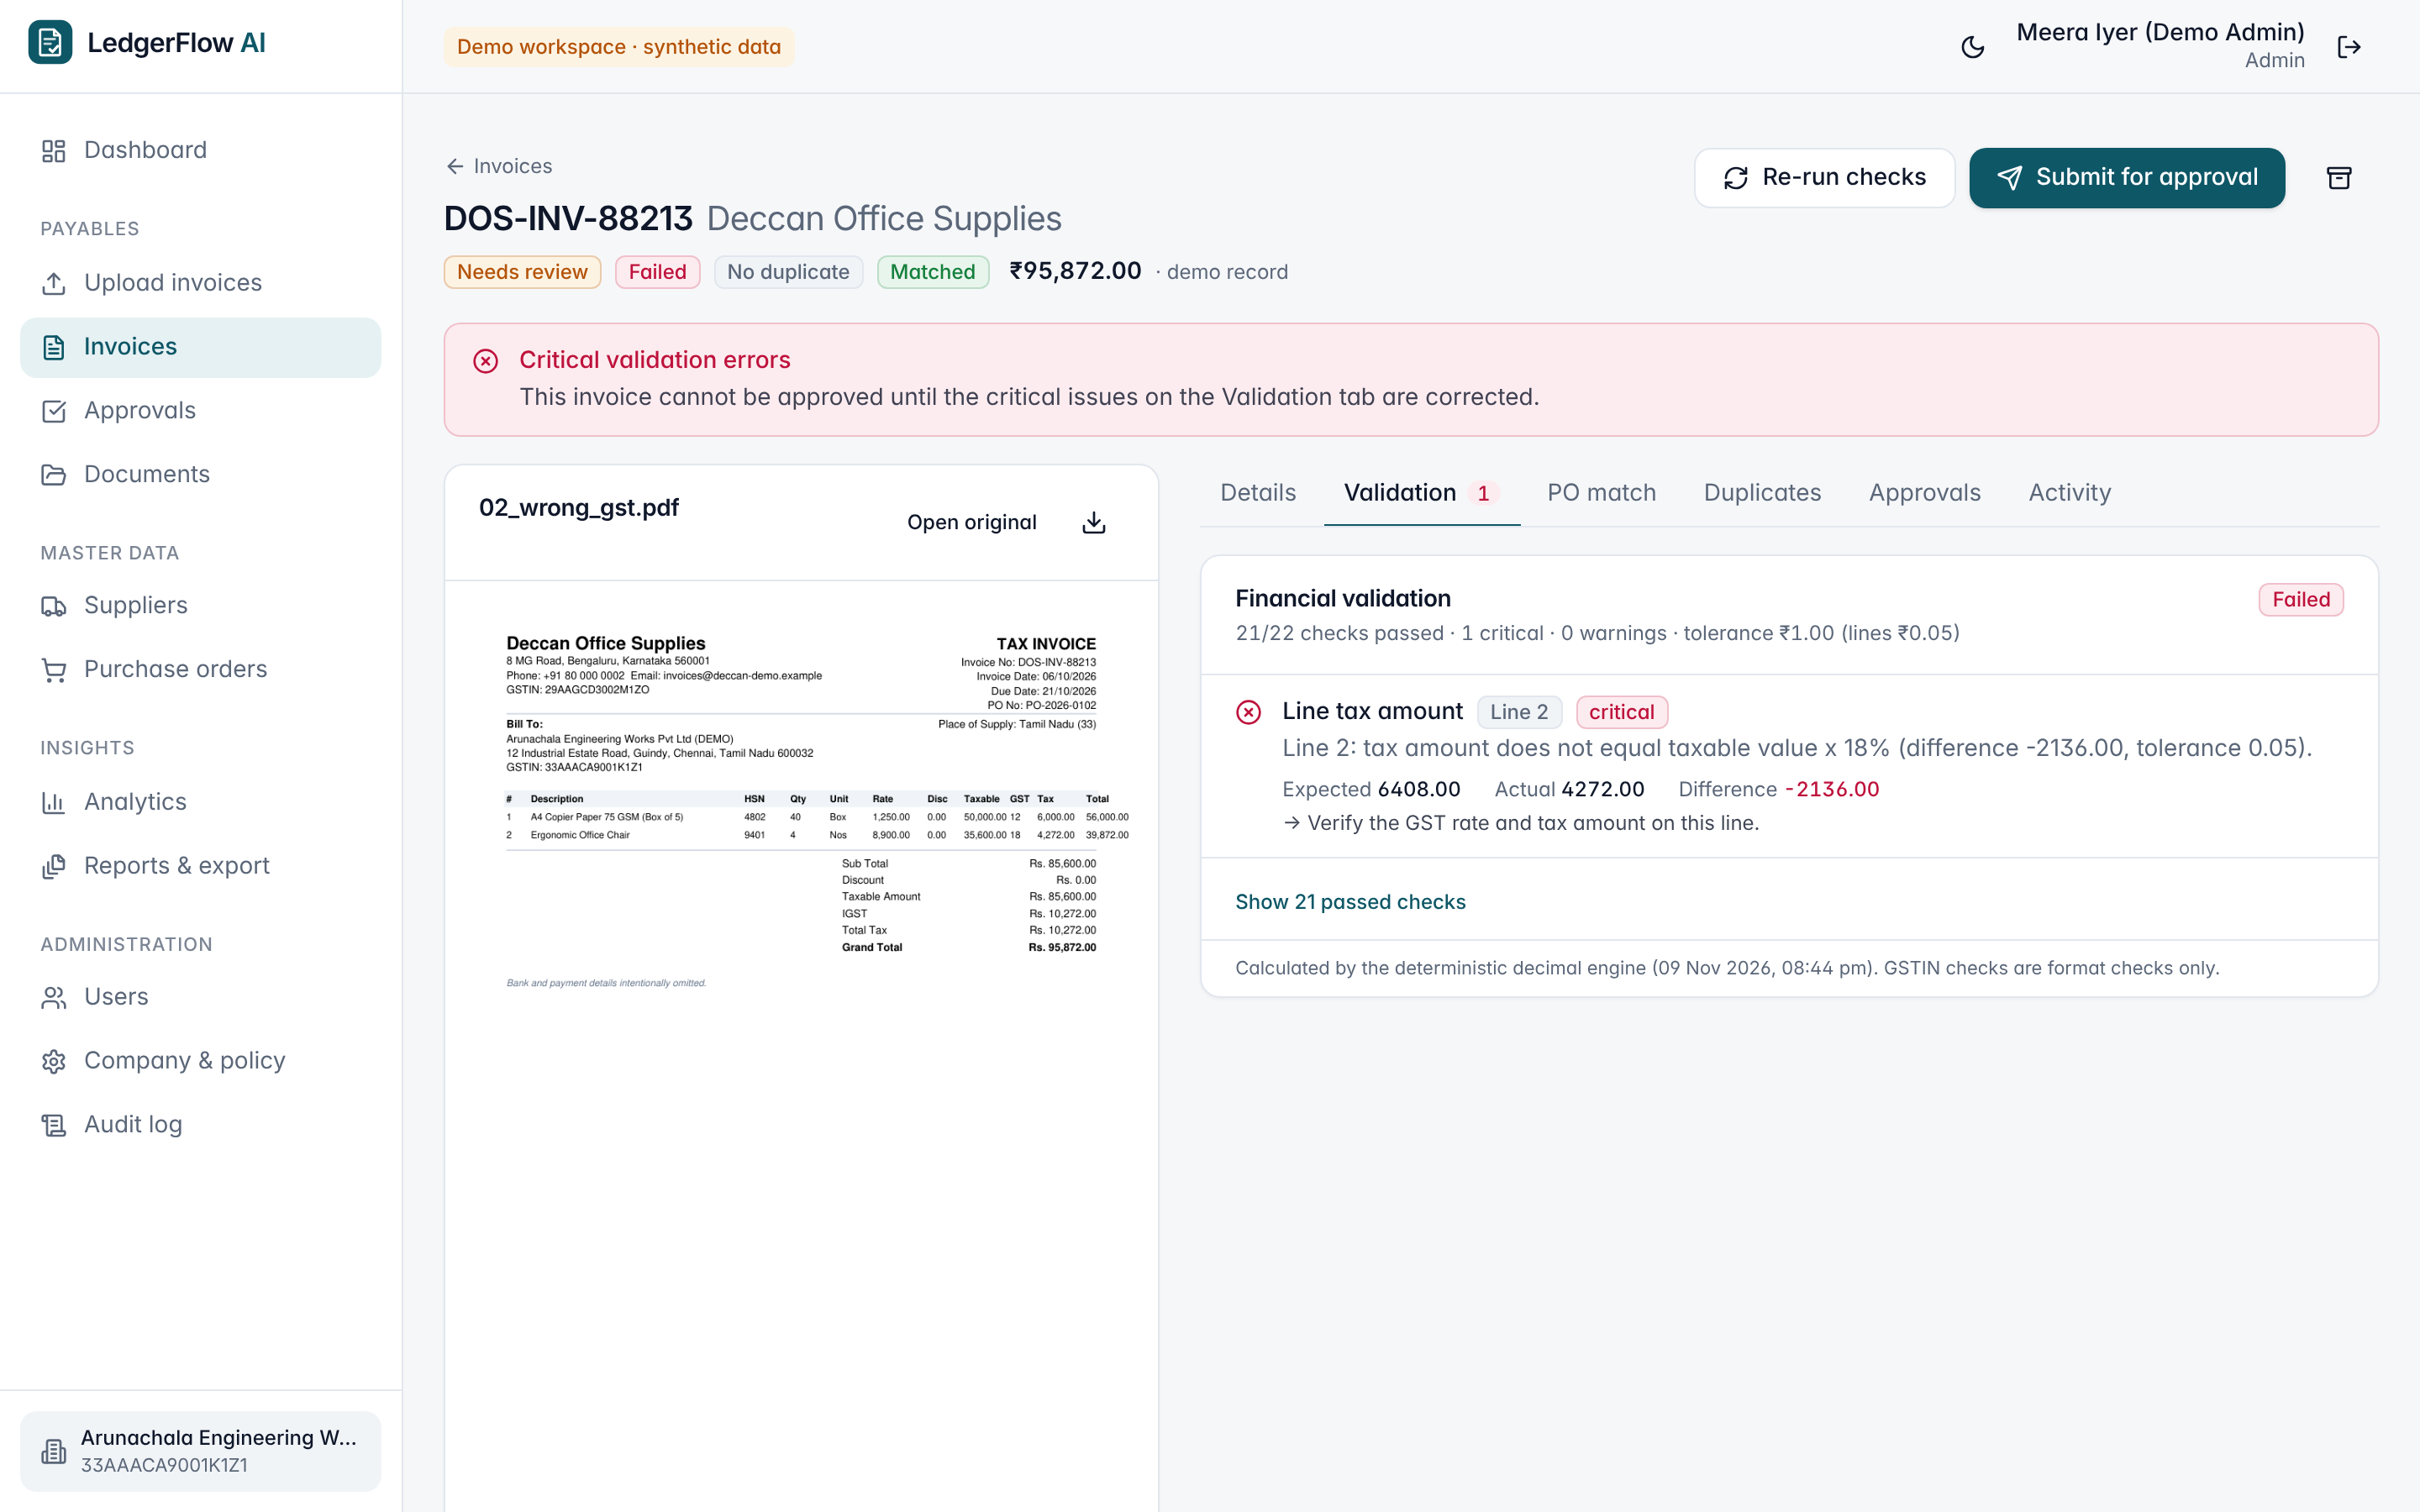 LedgerFlow AI
Demo workspace · synthetic data
Meera Iyer (Demo Admin)
Admin
Dashboard
PAYABLES
Upload invoices
Invoices
Approvals
Documents
MASTER DATA
Suppliers
Purchase orders
INSIGHTS
Analytics
Reports & export
ADMINISTRATION
Users
Company & policy
Audit log
Arunachala Engineering W...
33AAACA9001K1Z1
Invoices
Re-run checks
Submit for approval
DOS-INV-88213 Deccan Office Supplies
Needs review Failed No duplicate Matched ₹95,872.00 · demo record
Critical validation errors
This invoice cannot be approved until the critical issues on the Validation tab are corrected.
02_wrong_gst.pdf
Open original
Deccan Office Supplies
8 MG Road, Bengaluru, Karnataka 560001
Phone: +91 80 000 0002 Email: invoices@deccan-demo.example
GSTIN: 29AAGCD3002M1ZO
TAX INVOICE
Invoice No: DOS-INV-88213
Invoice Date: 06/10/2026
Due Date: 21/10/2026
PO No: PO-2026-0102
Bill To:
Arunachala Engineering Works Pvt Ltd (DEMO)
12 Industrial Estate Road, Guindy, Chennai, Tamil Nadu 600032
GSTIN: 33AAACA9001K1Z1
Place of Supply: Tamil Nadu (33)
# Description HSN Qty Unit Rate Disc Taxable GST Tax Total
1 A4 Copier Paper 75 GSM (Box of 5) 4802 40 Box 1,250.00 0.00 50,000.00 12 6,000.00 56,000.00
2 Ergonomic Office Chair 9401 4 Nos 8,900.00 0.00 35,600.00 18 4,272.00 39,872.00
Sub Total Rs. 85,600.00
Discount Rs. 0.00
Taxable Amount Rs. 85,600.00
IGST Rs. 10,272.00
Total Tax Rs. 10,272.00
Grand Total Rs. 95,872.00
Bank and payment details intentionally omitted.
Details Validation 1 PO match Duplicates Approvals Activity
Financial validation
Failed
21/22 checks passed · 1 critical · 0 warnings · tolerance ₹1.00 (lines ₹0.05)
Line tax amount Line 2 critical
Line 2: tax amount does not equal taxable value x 18% (difference -2136.00, tolerance 0.05).
Expected 6408.00 Actual 4272.00 Difference -2136.00
→ Verify the GST rate and tax amount on this line.
Show 21 passed checks
Calculated by the deterministic decimal engine (09 Nov 2026, 08:44 pm). GSTIN checks are format checks only.